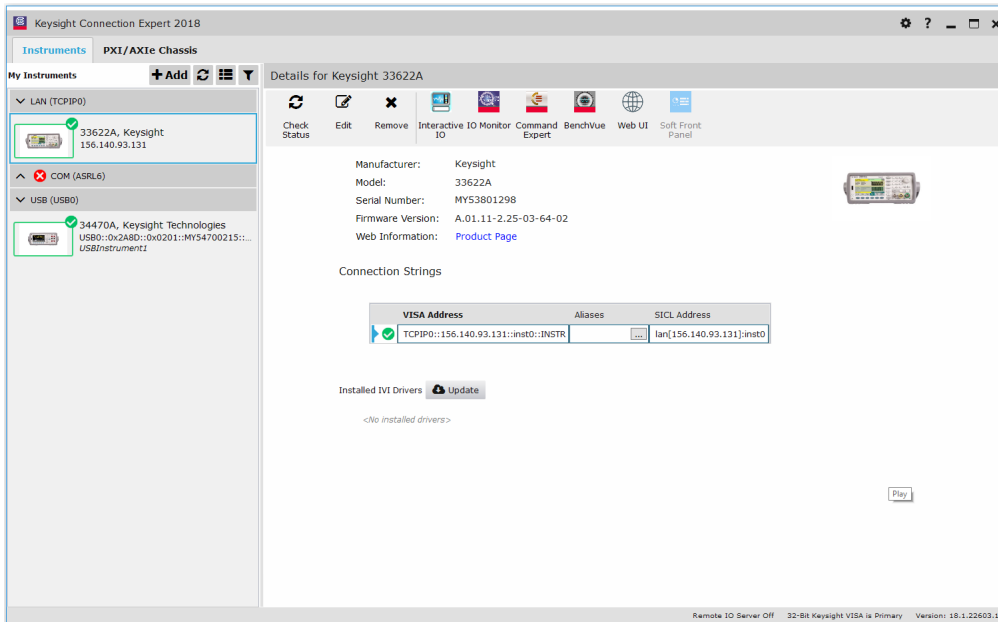 Keysight Connection Expert 2018
Instruments PXI/AXIe Chassis
My Instruments Add
LAN (TCPIP0)
33622A, Keysight
156.140.93.131
COM (ASRL6)
USB (USB0)
34470A, Keysight Technologies
USB0::0x2A8D::0x0201::MY54700215::...
USBInstrument1
Details for Keysight 33622A
Check Status Edit Remove Interactive IO IO Monitor Command Expert BenchVue Web UI Soft Front Panel
Manufacturer: Keysight
Model: 33622A
Serial Number: MY53801298
Firmware Version: A.01.11-2.25-03-64-02
Web Information: Product Page
Connection Strings
VISA Address Aliases SICL Address
TCPIP0::156.140.93.131::inst0::INSTR ... lan[156.140.93.131]:inst0
Installed IVI Drivers Update
<No installed drivers>
Play
Remote IO Server Off 32-Bit Keysight VISA is Primary Version: 18.1.22603.1